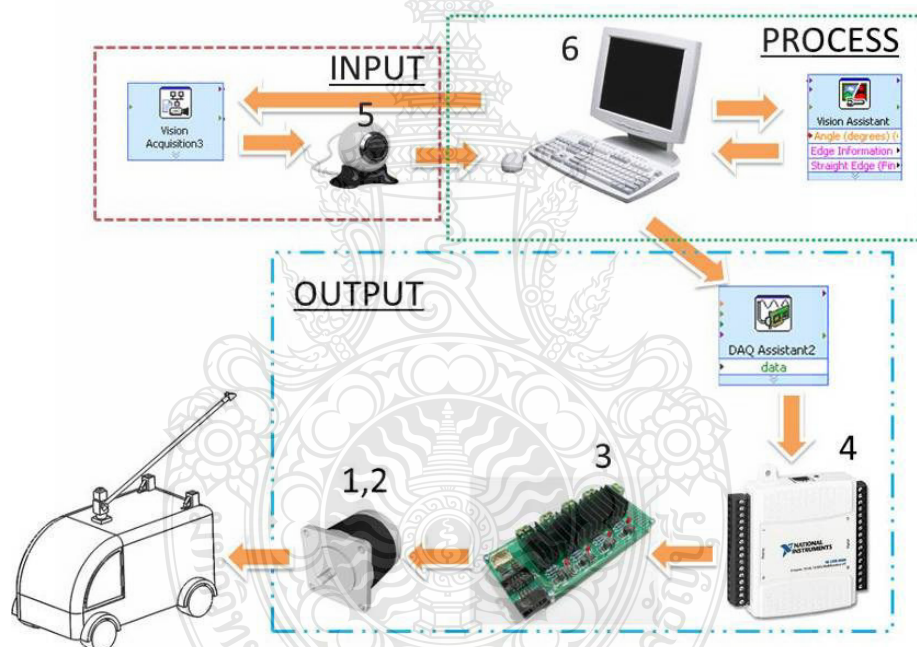 INPUT
5
Vision
Acquisition3
6
PROCESS
Vision Assistant
Angle (degrees) (
Edge Information
Straight Edge (Fin
OUTPUT
DAQ Assistant2
data
1,2
3
4
NATIONAL
INSTRUMENTS